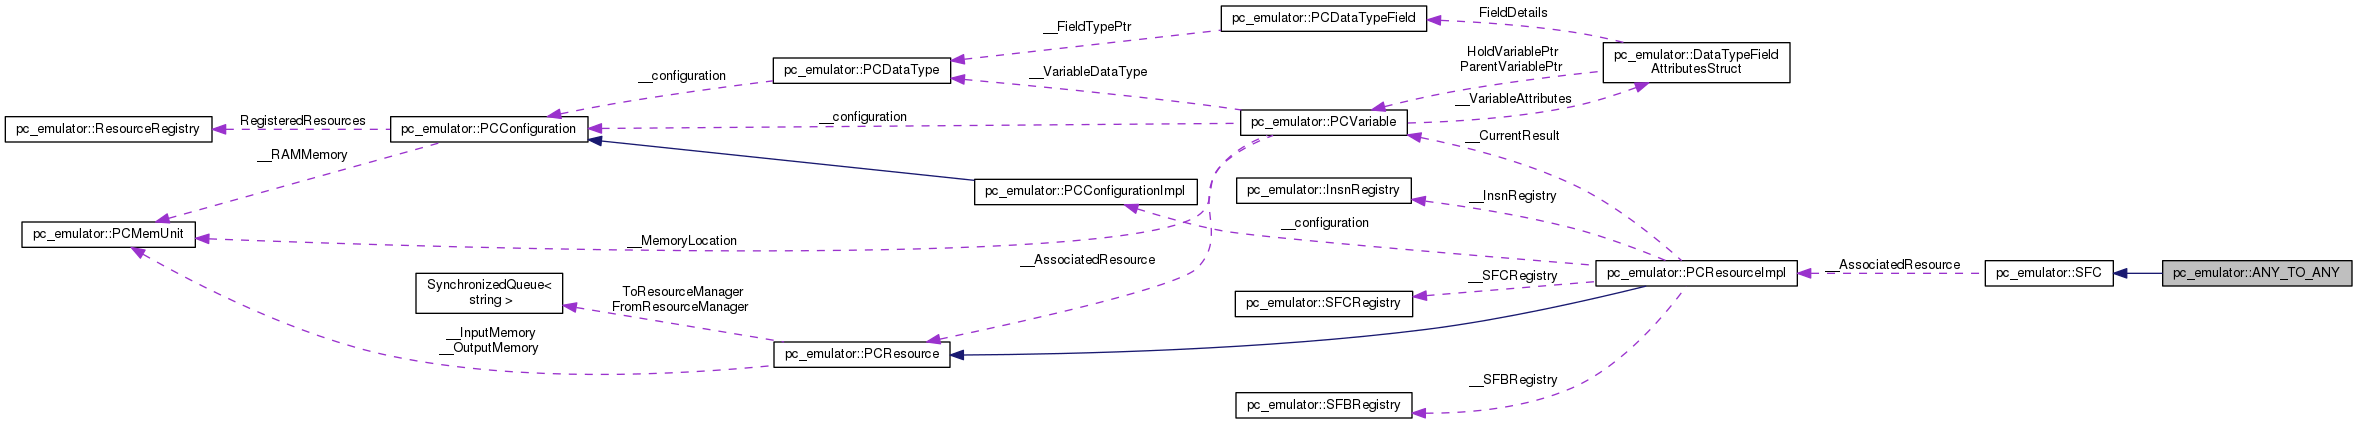 pc_emulator::PCDataTypeField
FieldDetails
__FieldTypePtr
pc_emulator::DataTypeField
AttributesStruct
HoldVariablePtr
ParentVariablePtr
pc_emulator::PCDataType
__configuration
__VariableDataType
__VariableAttributes
pc_emulator::ResourceRegistry
RegisteredResources
pc_emulator::PCConfiguration
__configuration
pc_emulator::PCVariable
__CurrentResult
__RAMMemory
pc_emulator::PCConfigurationImpl
pc_emulator::InsnRegistry
__InsnRegistry
__configuration
pc_emulator::PCMemUnit
__MemoryLocation
__AssociatedResource
pc_emulator::PCResourceImpl
__AssociatedResource
pc_emulator::SFC
pc_emulator::ANY_TO_ANY
SynchronizedQueue<
string >
ToResourceManager
FromResourceManager
pc_emulator::SFCRegistry
__SFCRegistry
__InputMemory
__OutputMemory
pc_emulator::PCResource
__SFBRegistry
pc_emulator::SFBRegistry